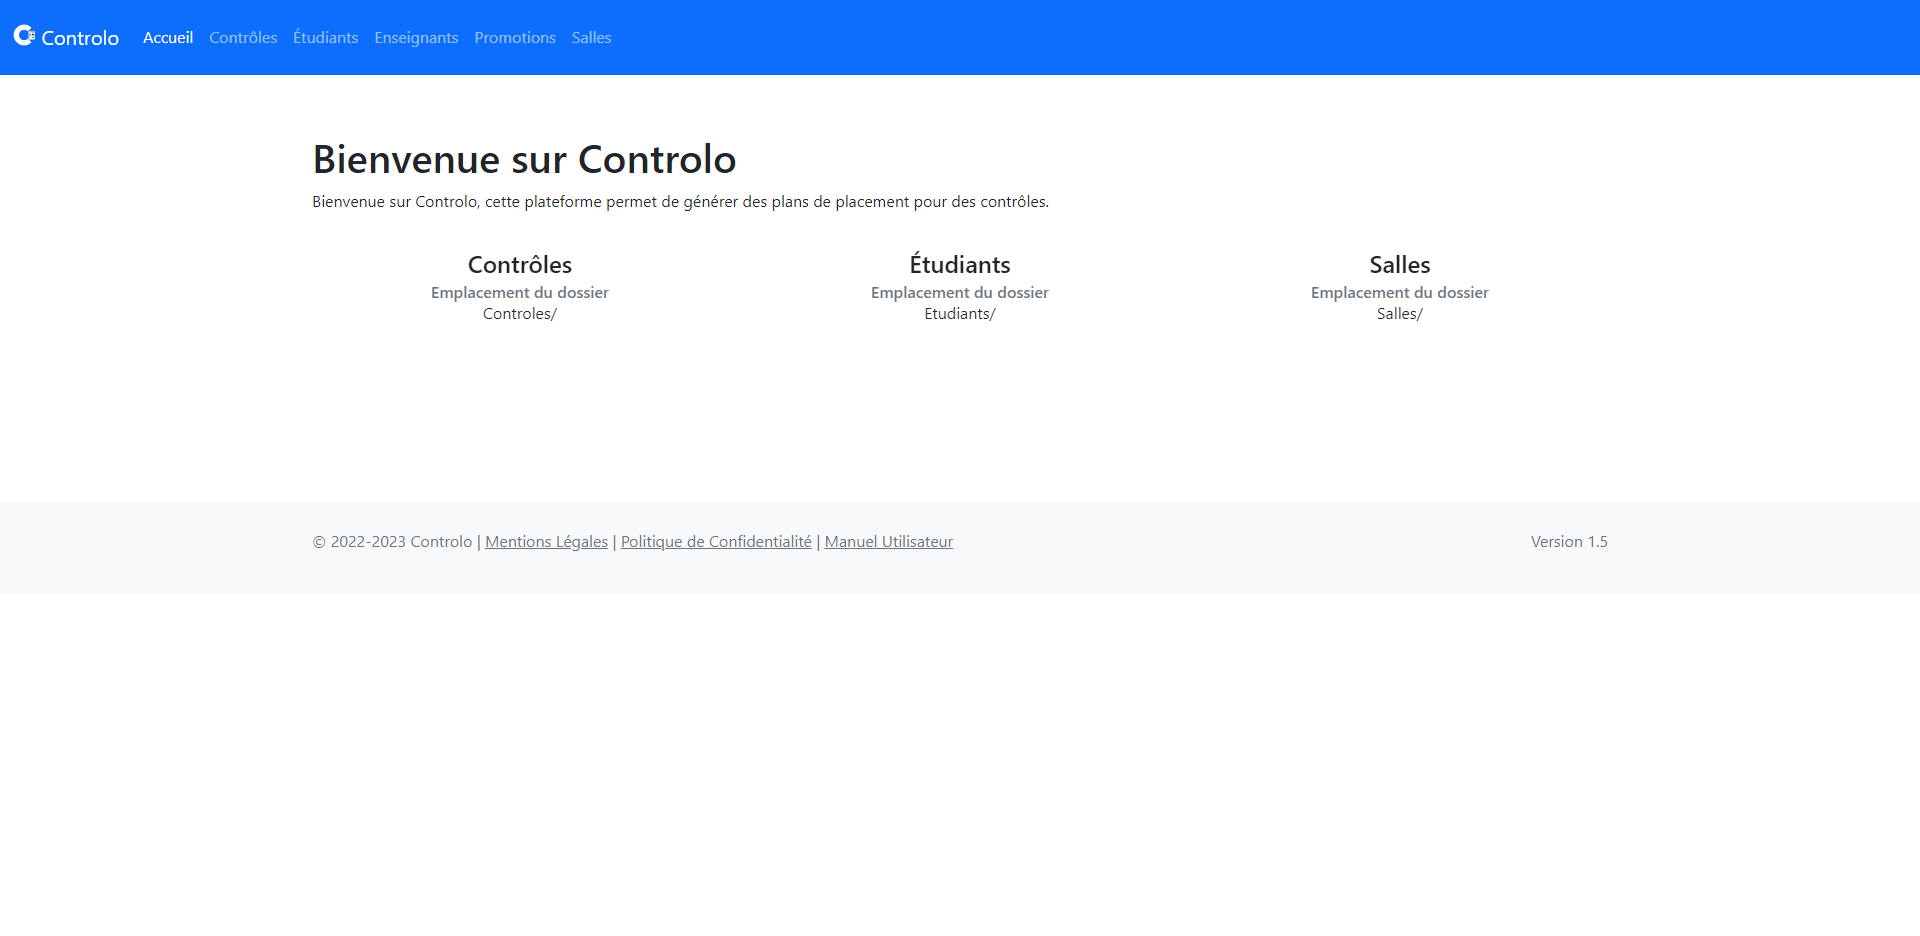 Controlo Accueil Contrôles Étudiants Enseignants Promotions Salles
Bienvenue sur Controlo
Bienvenue sur Controlo, cette plateforme permet de générer des plans de placement pour des contrôles.
Contrôles
Emplacement du dossier
Controles/
Étudiants
Emplacement du dossier
Etudiants/
Salles
Emplacement du dossier
Salles/
© 2022-2023 Controlo | Mentions Légales | Politique de Confidentialité | Manuel Utilisateur
Version 1.5